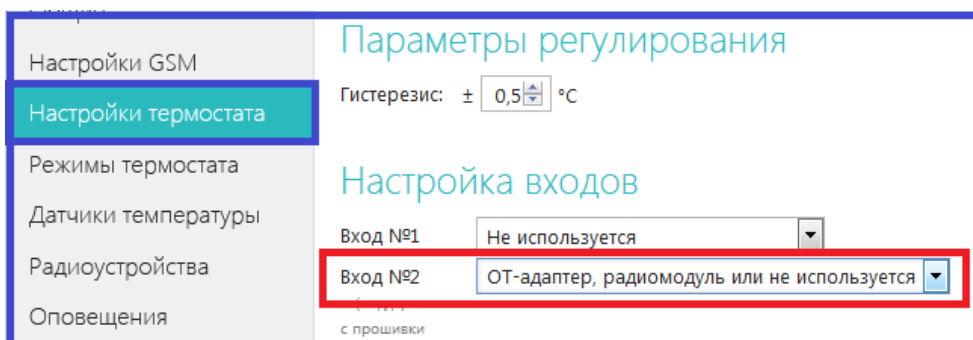 Настройки GSM
Настройки термостата
Режимы термостата
Датчики температуры
Радиоустройства
Оповещения
Параметры регулирования
Гистерезис: ± 0,5 °C
Настройка входов
Вход №1 Не используется
Вход №2 ОТ-адаптер, радиомодуль или не используется
с прошивки